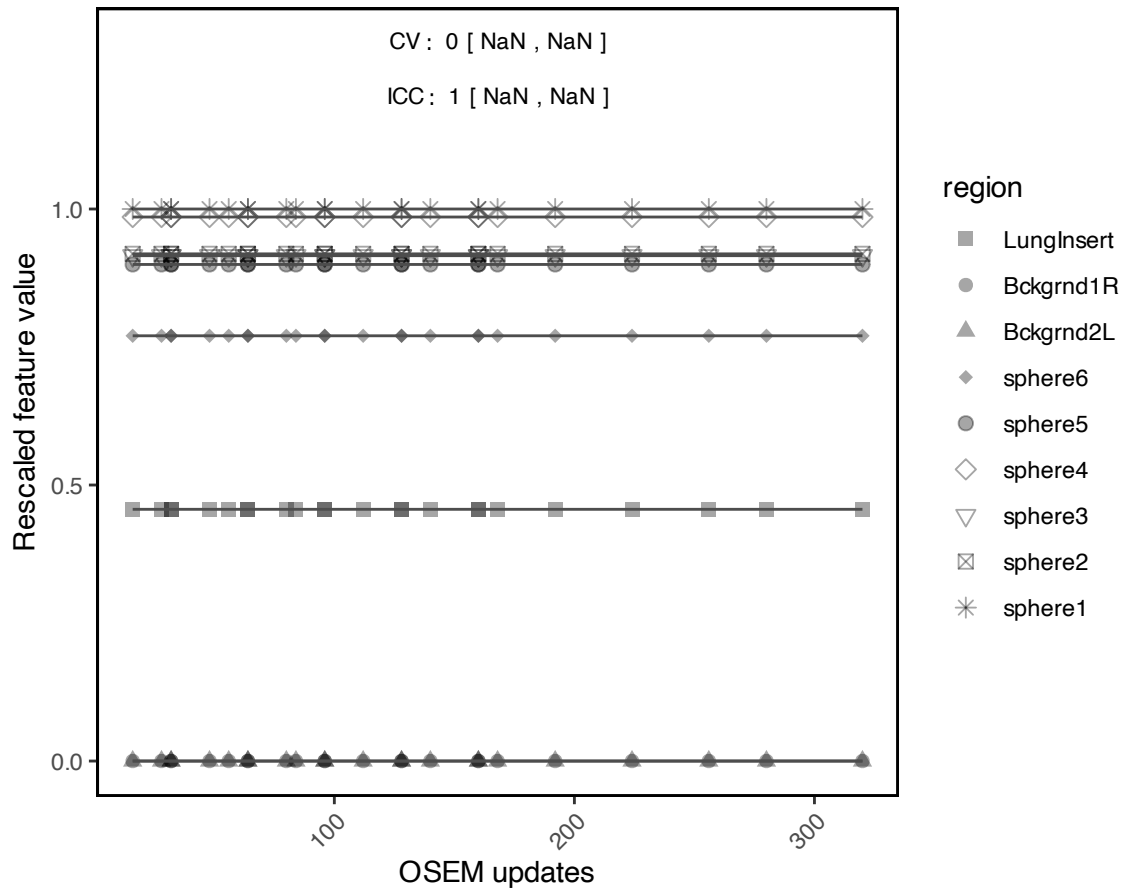 CV : 0 [ NaN , NaN ]
ICC : 1 [ NaN , NaN ]
Rescaled feature value
1.0
0.5
0.0
100
200
300
OSEM updates
region
LungInsert
Bckgrnd1R
Bckgrnd2L
sphere6
sphere5
sphere4
sphere3
sphere2
sphere1